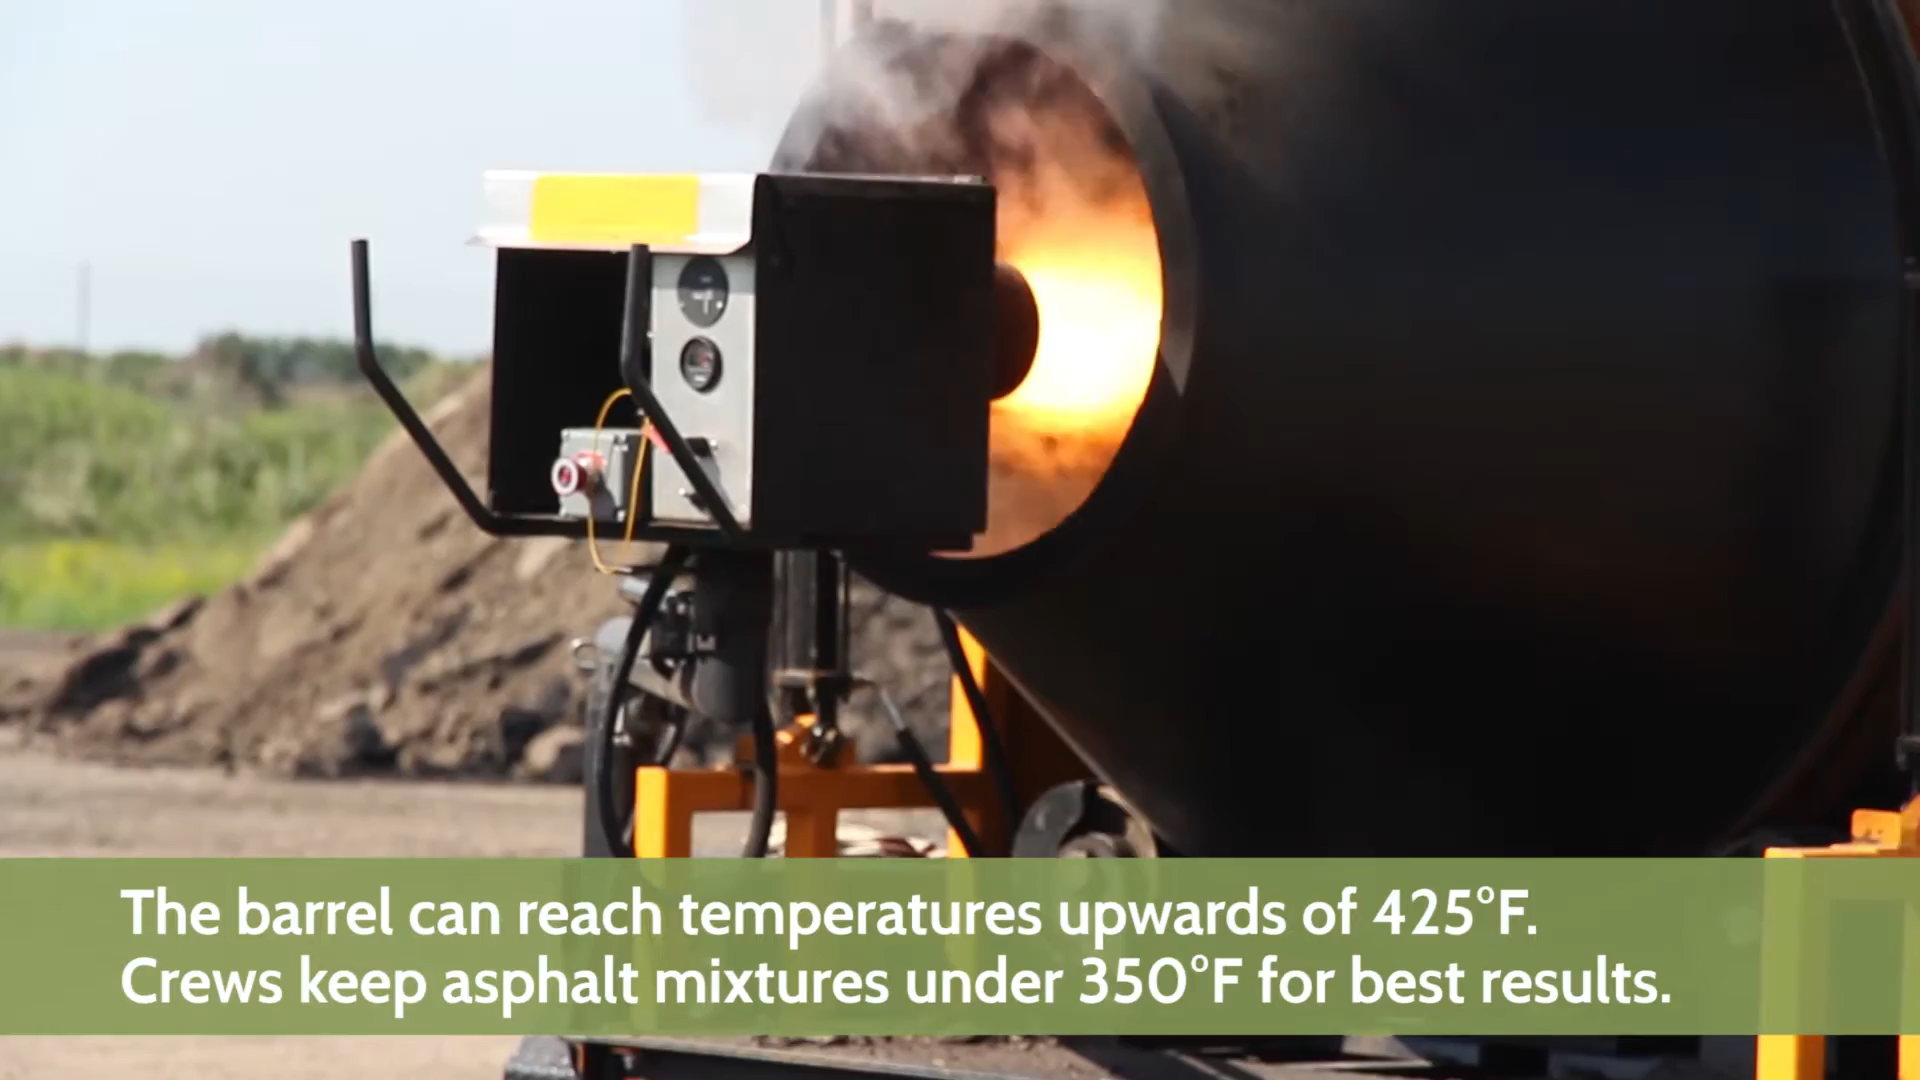 The barrel can reach temperatures upwards of 425°F.
Crews keep asphalt mixtures under 350°F for best results.